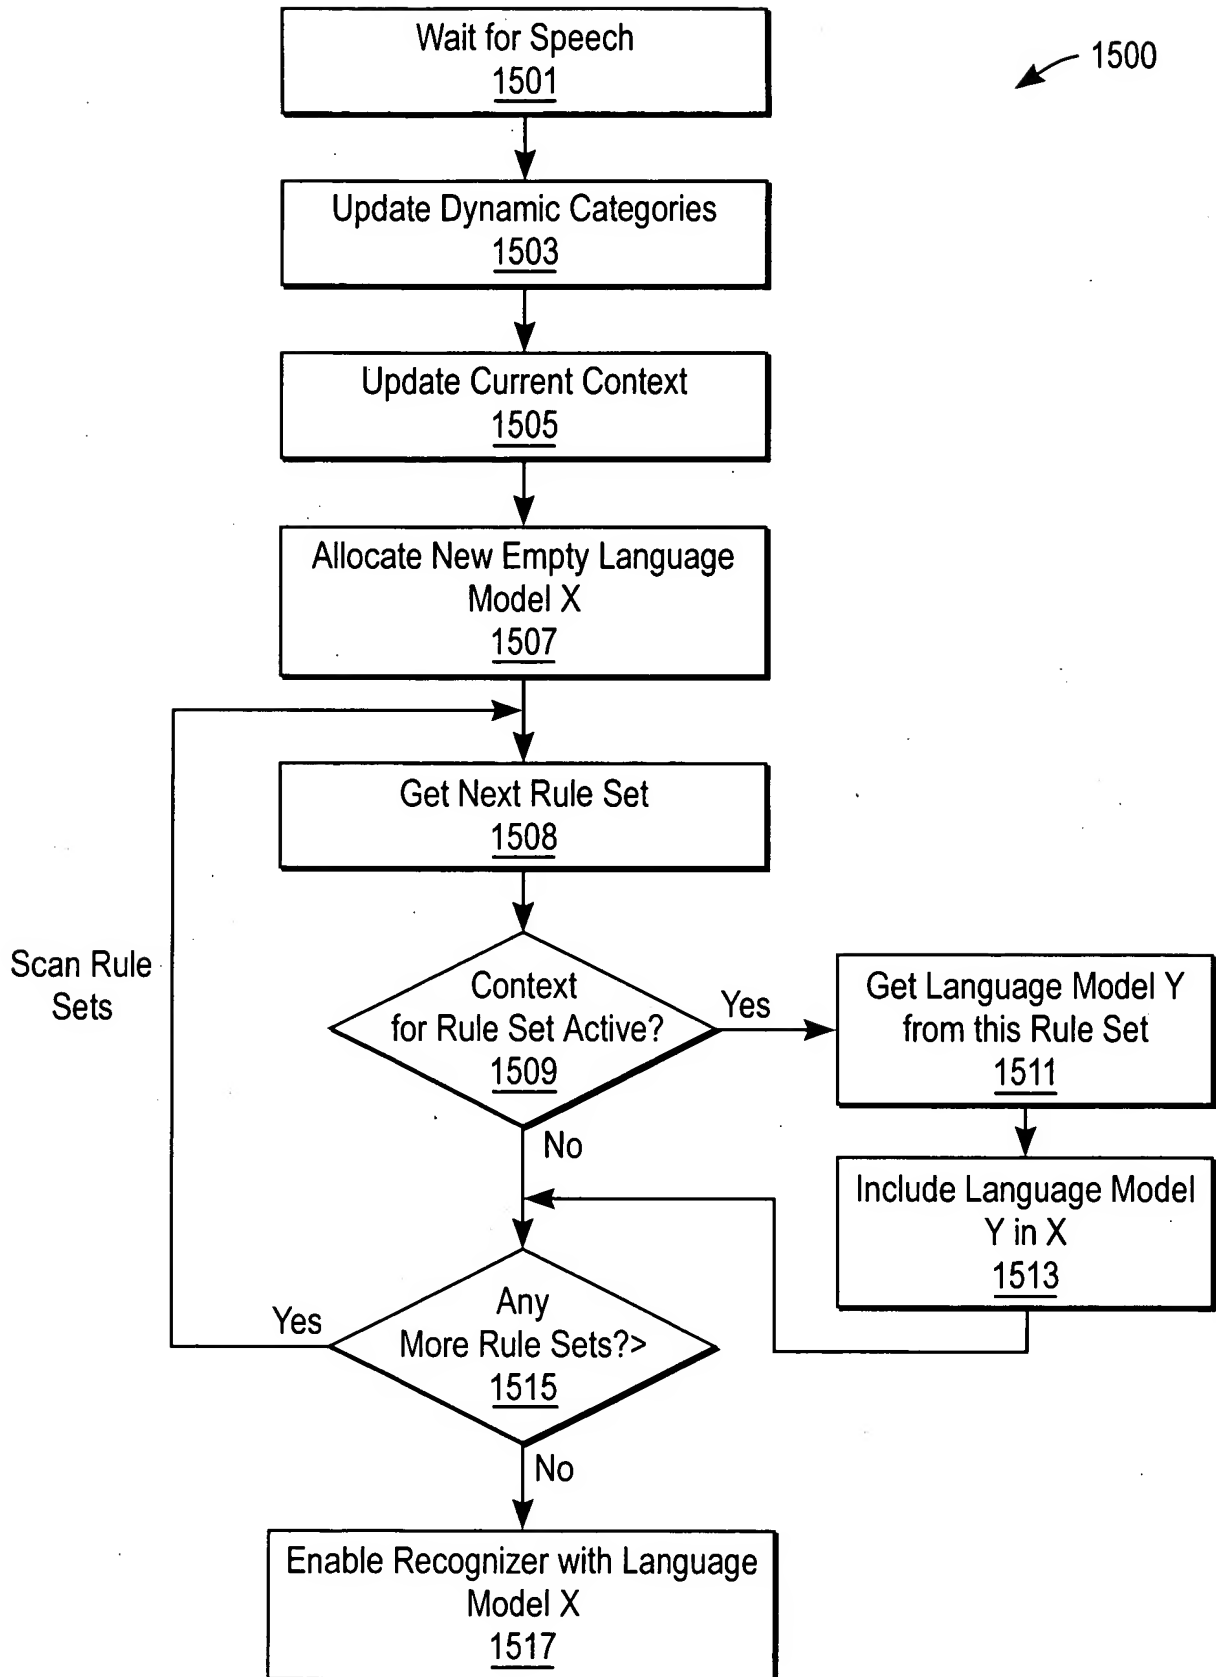 Wait for Speech
1501
1500
Update Dynamic Categories
1503
Update Current Context
1505
Allocate New Empty Language
Model X
1507
Get Next Rule Set
1508
Scan Rule
Sets
Context
for Rule Set Active?
1509
Yes
Get Language Model Y
from this Rule Set
1511
No
Include Language Model
Y in X
1513
Yes
Any
More Rule Sets?>
1515
No
Enable Recognizer with Language
Model X
1517